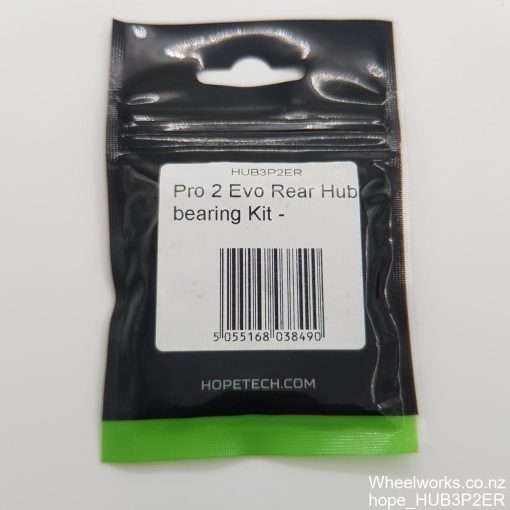 HUB3P2ER
Pro 2 Evo Rear Hub
bearing Kit -
5 055168 038490
HOPETECH.COM
Wheelworks.co.nz
hope_HUB3P2ER